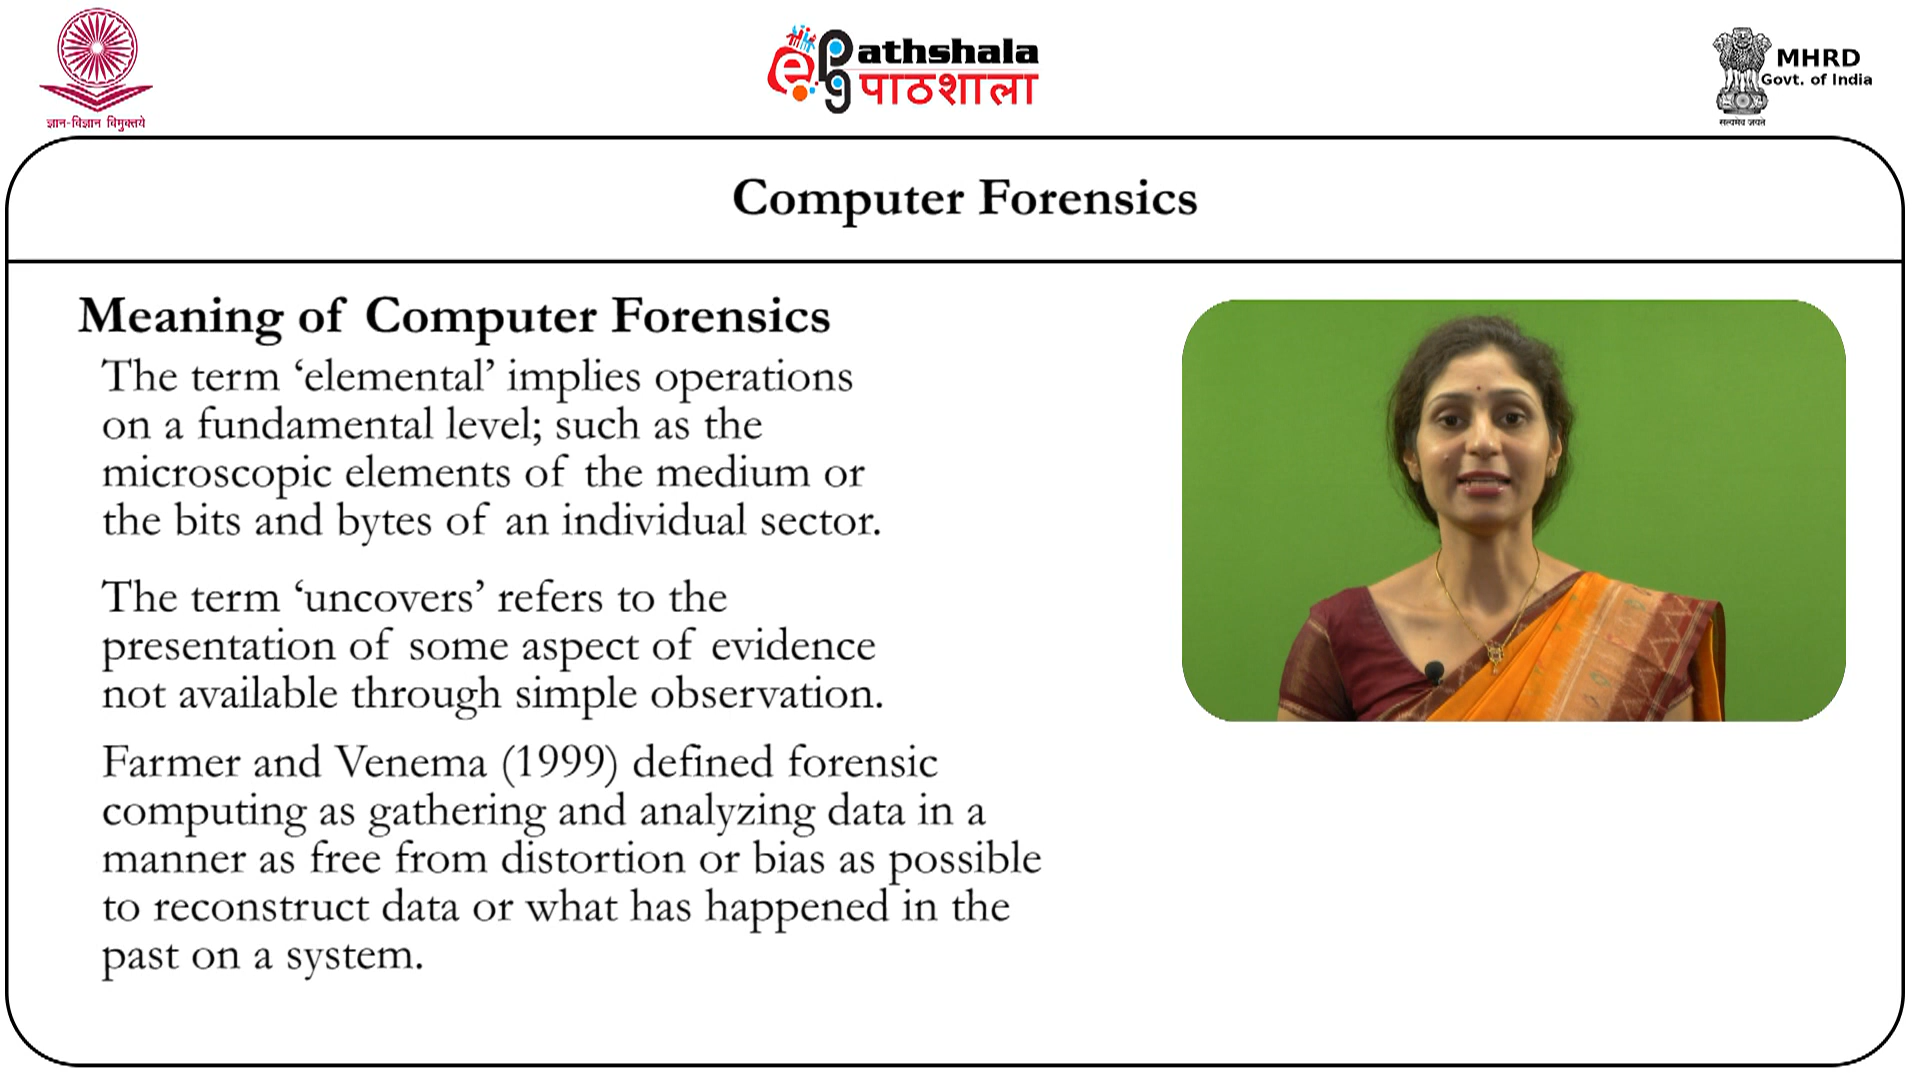 ज्ञान-विज्ञान विमुक्तये
ePathshala
पाठशाला
MHRD
Govt. of India
सत्यमेव जयते
Computer Forensics
Meaning of Computer Forensics
The term ‘elemental’ implies operations
on a fundamental level; such as the
microscopic elements of the medium or
the bits and bytes of an individual sector.
The term ‘uncovers’ refers to the
presentation of some aspect of evidence
not available through simple observation.
Farmer and Venema (1999) defined forensic
computing as gathering and analyzing data in a
manner as free from distortion or bias as possible
to reconstruct data or what has happened in the
past on a system.